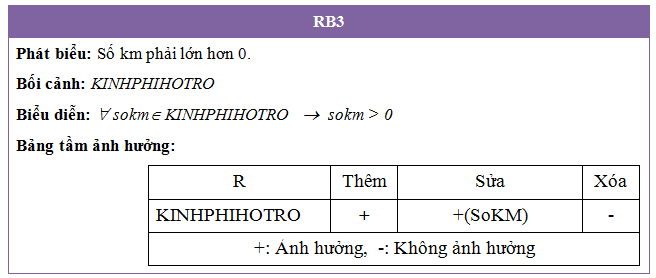 RB3
Phát biểu: Số km phải lớn hơn 0.
Bối cảnh: KINHPHIHOTRO
Biểu diễn: ∀ sokm∈ KINHPHIHOTRO → sokm > 0
Bảng tầm ảnh hưởng:
R Thêm Sửa Xóa
KINHPHIHOTRO + +(SoKM) -
+: Ảnh hưởng, -: Không ảnh hưởng